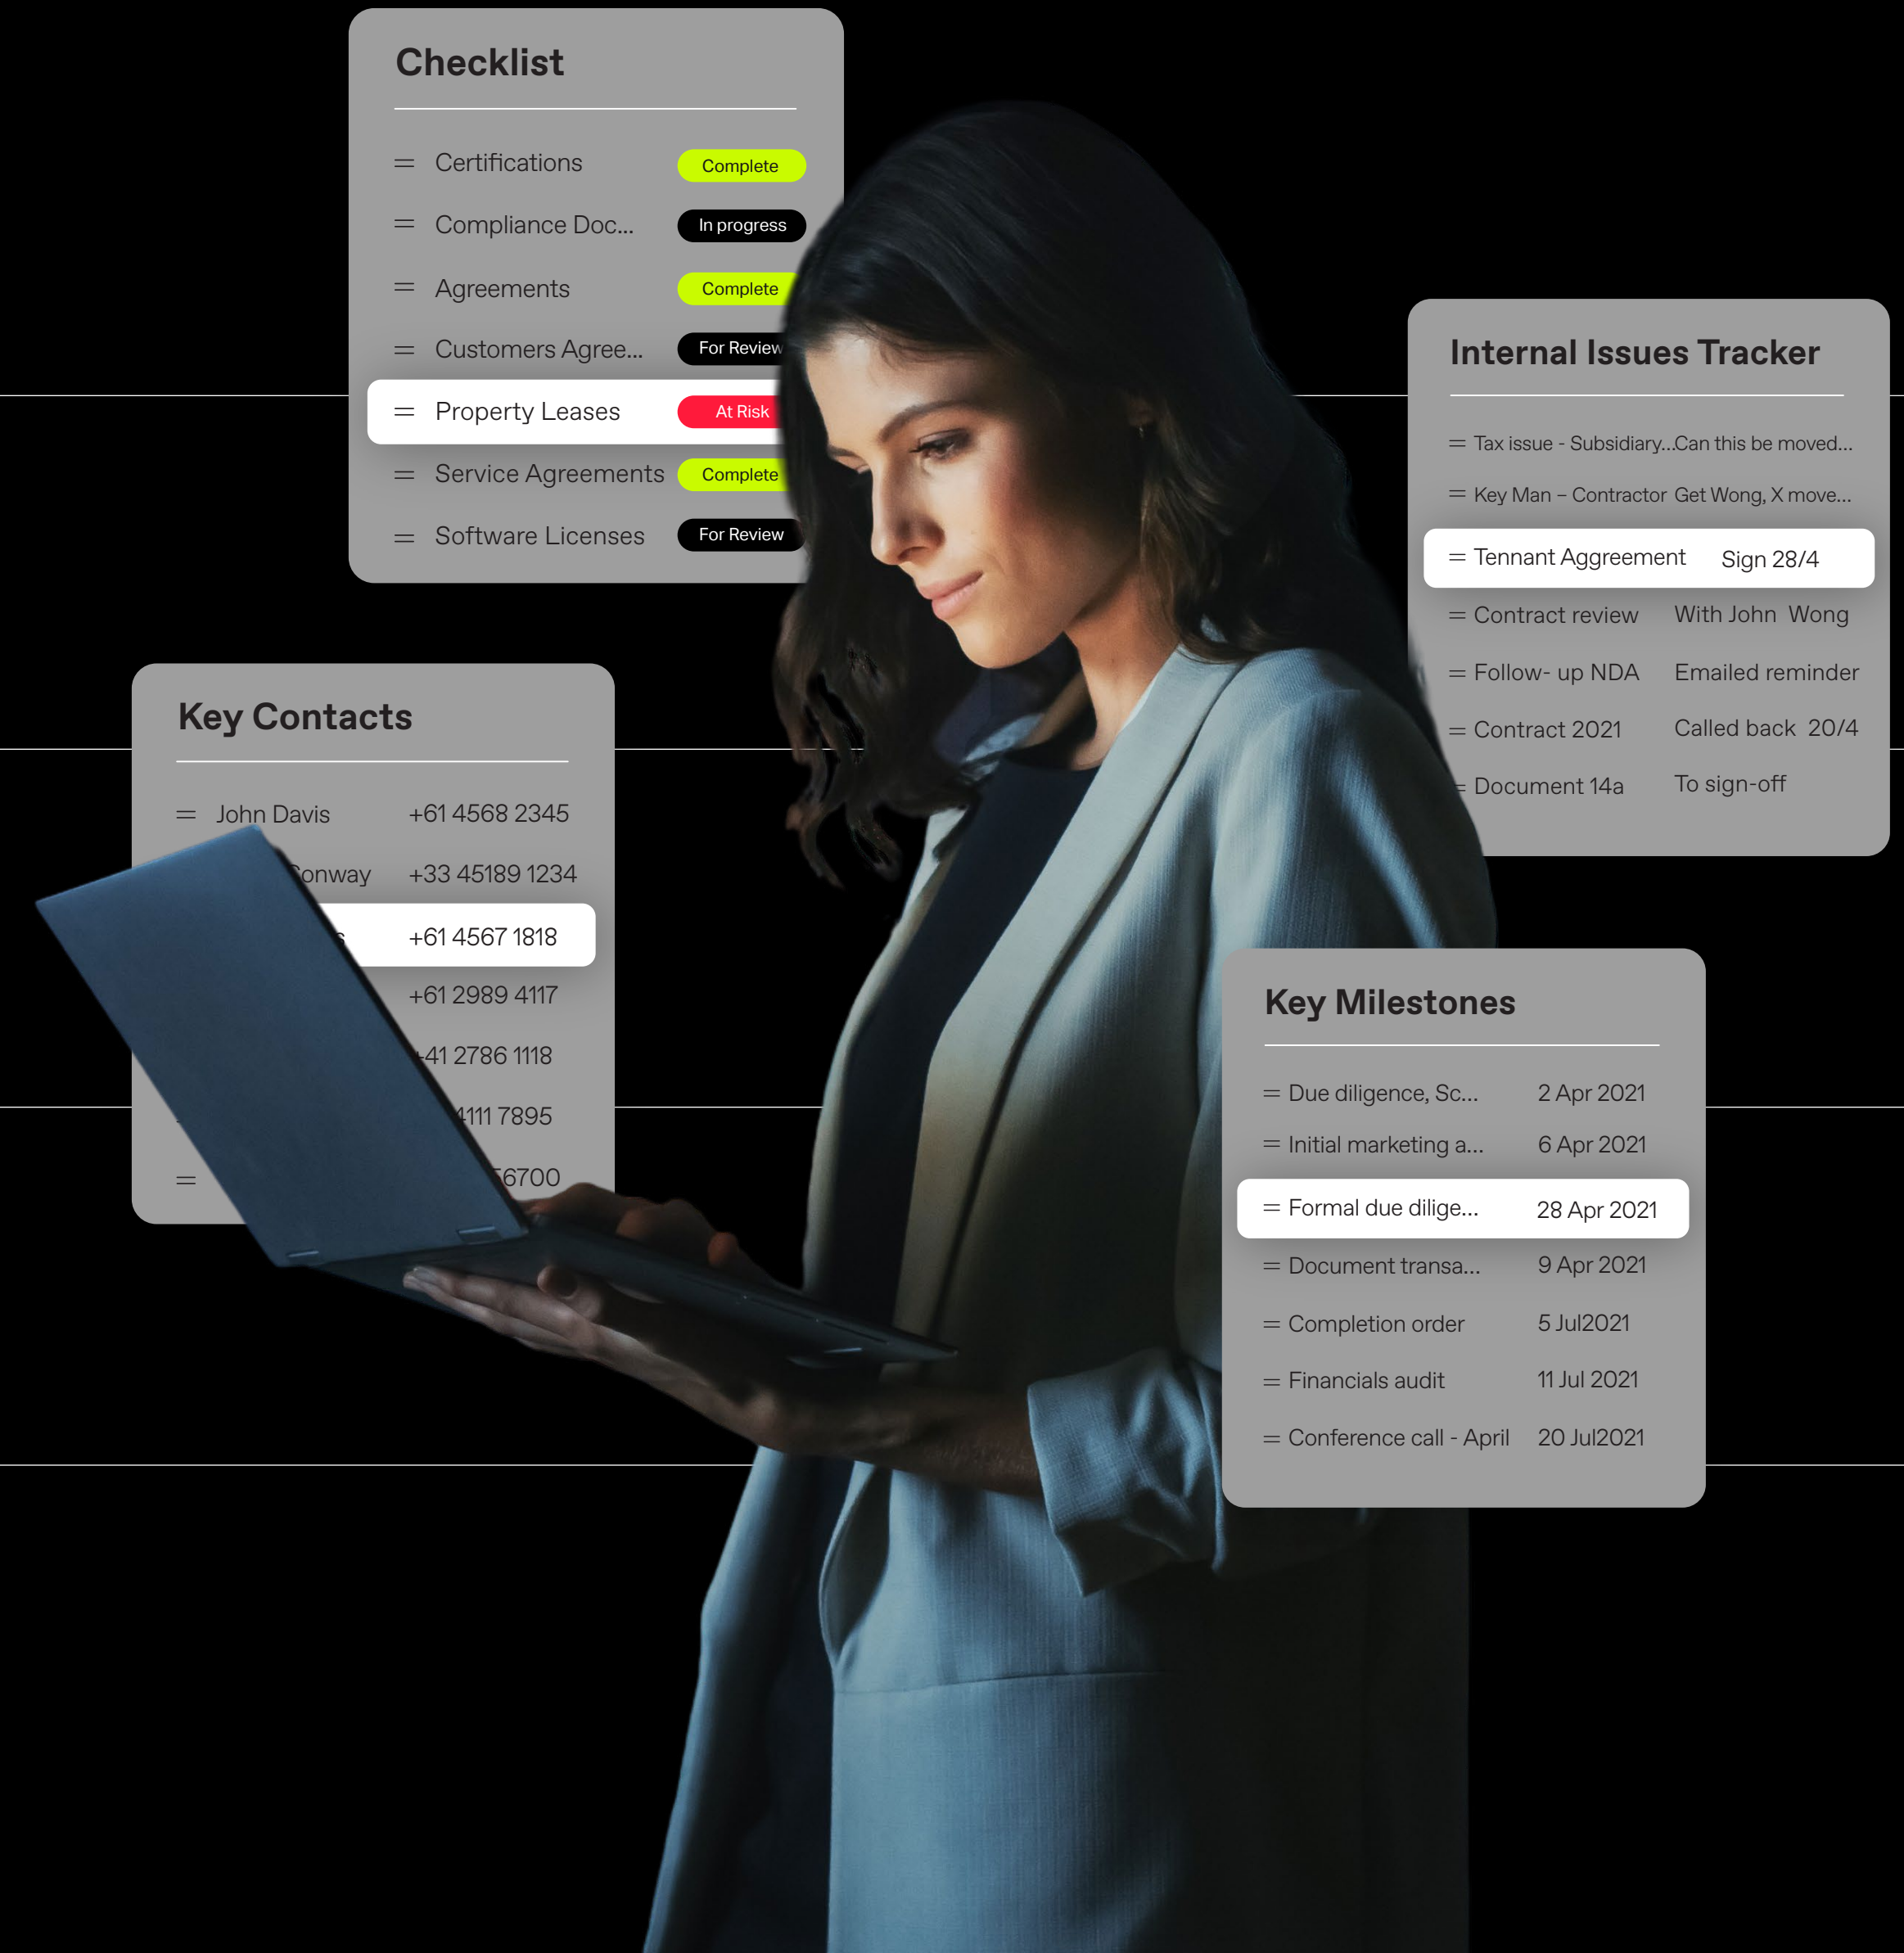 Checklist
Certifications Complete
Compliance Doc... In progress
Agreements Complete
Customers Agree... For Review
Property Leases At Risk
Service Agreements Complete
Software Licenses For Review
Internal Issues Tracker
Tax issue - Subsidiary...Can this be moved...
Key Man – Contractor Get Wong, X move...
Tennant Aggreement Sign 28/4
Contract review With John Wong
Follow- up NDA Emailed reminder
Contract 2021 Called back 20/4
Document 14a To sign-off
Key Contacts
John Davis +61 4568 2345
Conway +33 45189 1234
+61 4567 1818
+61 2989 4117
+41 2786 1118
4111 7895
56700
Key Milestones
Due diligence, Sc... 2 Apr 2021
Initial marketing a... 6 Apr 2021
Formal due dilige... 28 Apr 2021
Document transa... 9 Apr 2021
Completion order 5 Jul2021
Financials audit 11 Jul 2021
Conference call - April 20 Jul2021